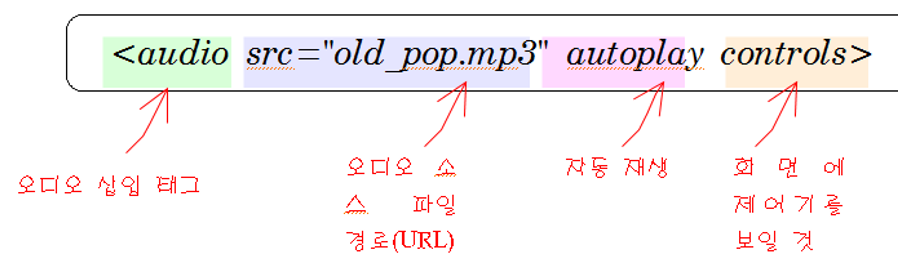 <audio src="old_pop.mp3" autoplay controls>
오디오 삽입 태그
오디오 소
스 파일
경로(URL)
자동 재생
화 면 에
제어기를
보일 것